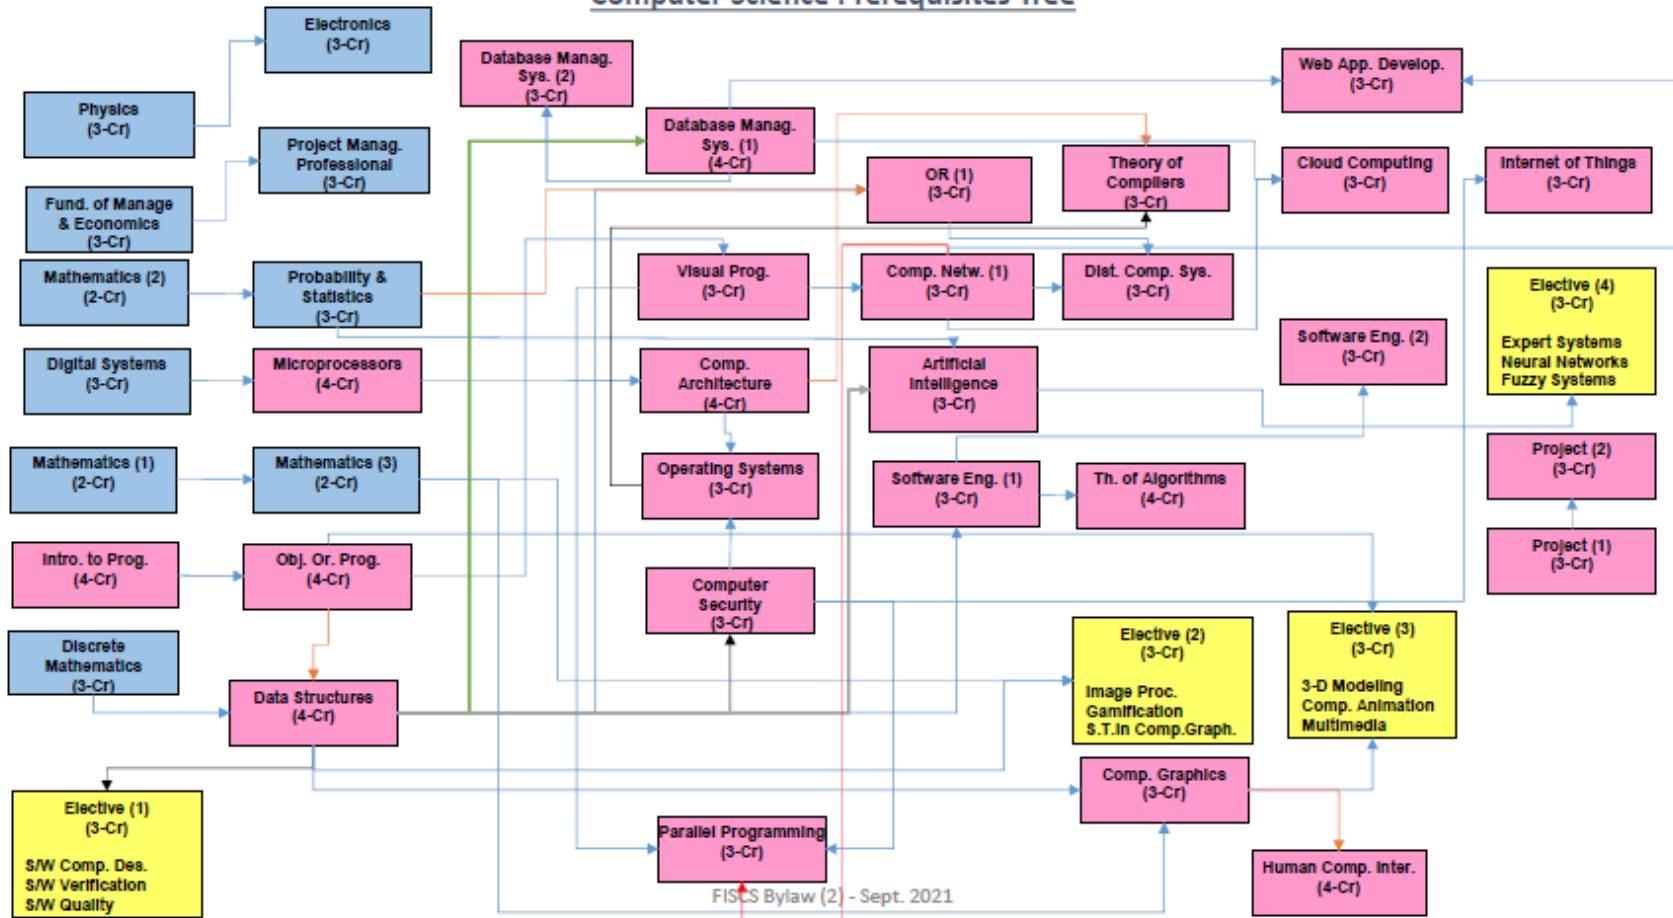 Computer Science Prerequisites Tree
Electronics
(3-Cr)
Database Manag.
Sys. (2)
(3-Cr)
Web App. Develop.
(3-Cr)
Physics
(3-Cr)
Database Manag.
Sys. (1)
(4-Cr)
Project Manag.
Professional
(3-Cr)
OR (1)
(3-Cr)
Theory of
Compilers
(3-Cr)
Cloud Computing
(3-Cr)
Internet of Things
(3-Cr)
Fund. of Manage
& Economics
(3-Cr)
Mathematics (2)
(2-Cr)
Probability &
Statistics
(3-Cr)
Visual Prog.
(3-Cr)
Comp. Netw. (1)
(3-Cr)
Dist. Comp. Sys.
(3-Cr)
Elective (4)
(3-Cr)
Expert Systems
Neural Networks
Fuzzy Systems
Software Eng. (2)
(3-Cr)
Digital Systems
(3-Cr)
Microprocessors
(4-Cr)
Comp.
Architecture
(4-Cr)
Artificial
Intelligence
(3-Cr)
Mathematics (1)
(2-Cr)
Mathematics (3)
(2-Cr)
Operating Systems
(3-Cr)
Software Eng. (1)
(3-Cr)
Th. of Algorithms
(4-Cr)
Project (2)
(3-Cr)
Intro. to Prog.
(4-Cr)
Obj. Or. Prog.
(4-Cr)
Computer
Security
(3-Cr)
Project (1)
(3-Cr)
Discrete
Mathematics
(3-Cr)
Data Structures
(4-Cr)
Elective (2)
(3-Cr)
Image Proc.
Gamification
S.T.in Comp.Graph.
Elective (3)
(3-Cr)
3-D Modeling
Comp. Animation
Multimedia
Comp. Graphics
(3-Cr)
Elective (1)
(3-Cr)
S/W Comp. Des.
S/W Verification
S/W Quality
Parallel Programming
(3-Cr)
Human Comp. Inter.
(4-Cr)
FISCS Bylaw (2) - Sept. 2021